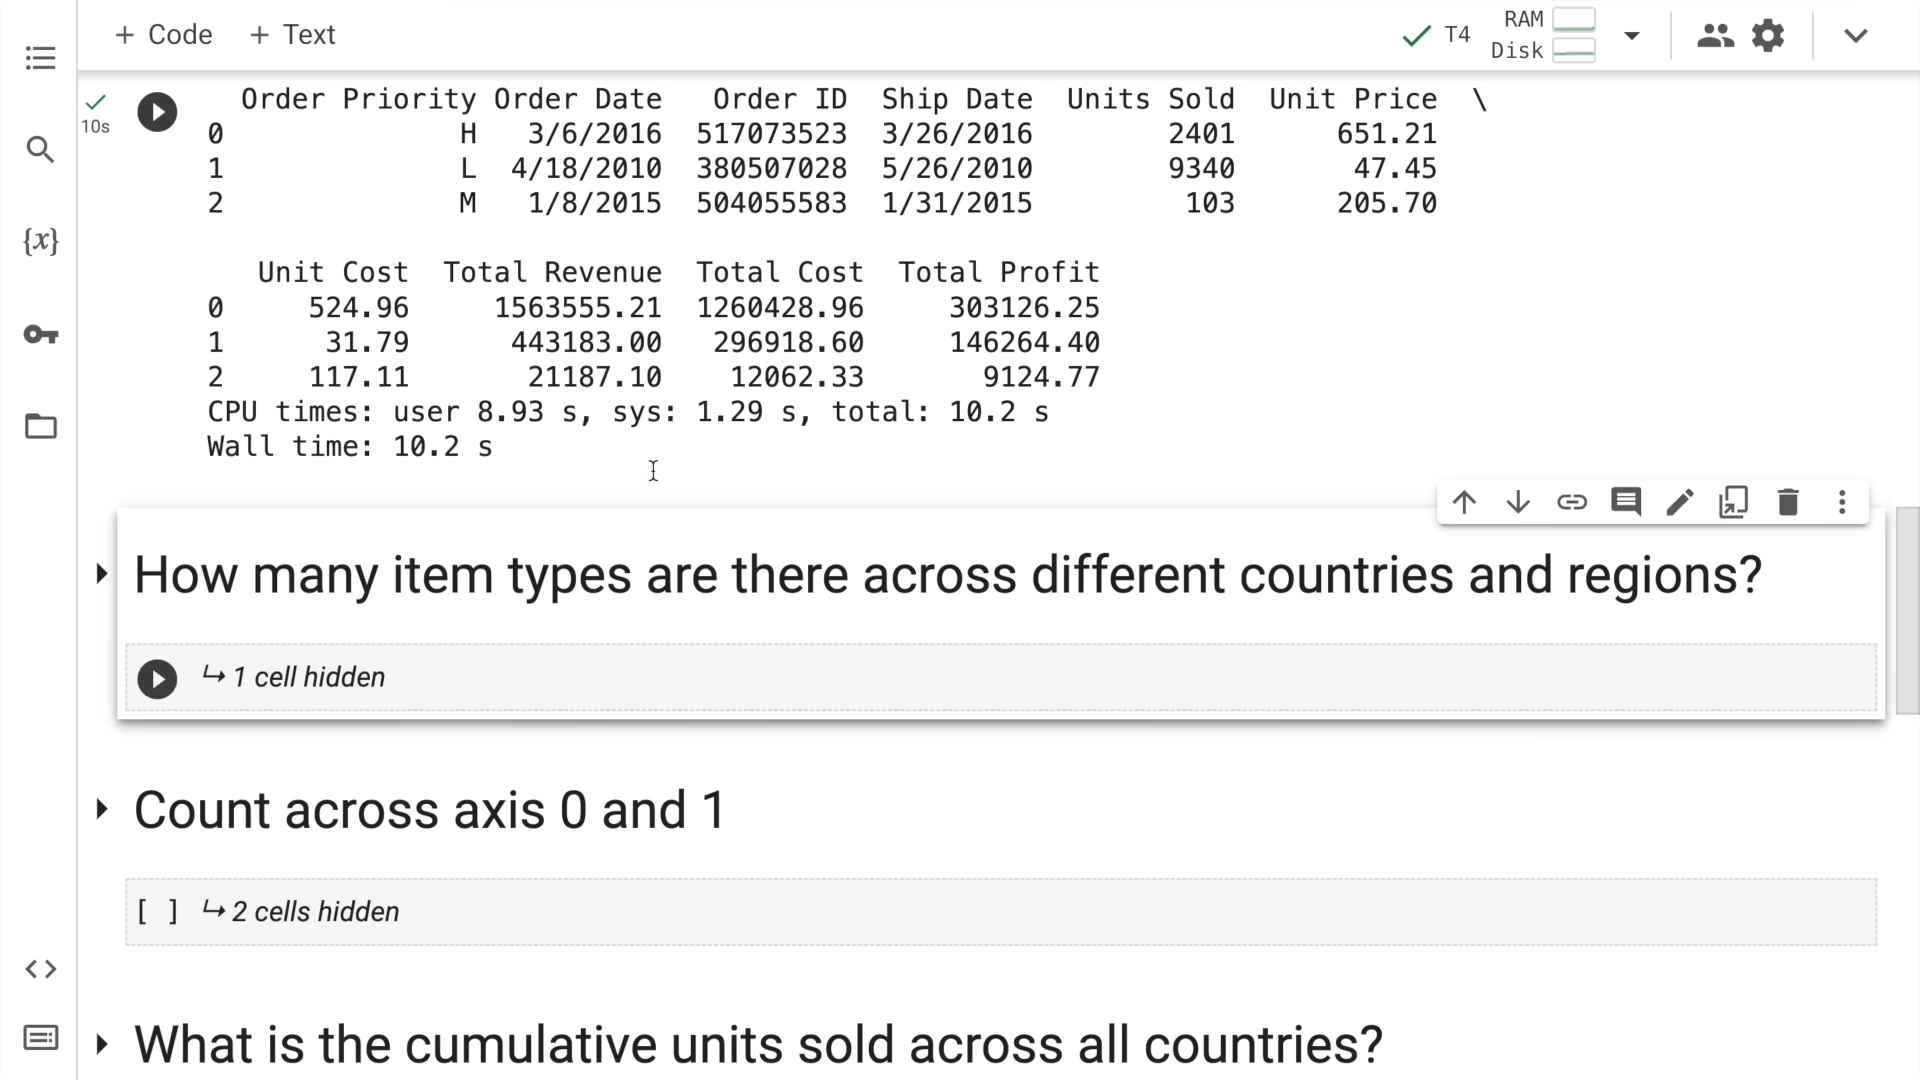 + Code + Text
T4 RAM
Disk
10s
Order Priority Order Date Order ID Ship Date Units Sold Unit Price \
0 H 3/6/2016 517073523 3/26/2016 2401 651.21
1 L 4/18/2010 380507028 5/26/2010 9340 47.45
2 M 1/8/2015 504055583 1/31/2015 103 205.70
Unit Cost Total Revenue Total Cost Total Profit
0 524.96 1563555.21 1260428.96 303126.25
1 31.79 443183.00 296918.60 146264.40
2 117.11 21187.10 12062.33 9124.77
CPU times: user 8.93 s, sys: 1.29 s, total: 10.2 s
Wall time: 10.2 s
How many item types are there across different countries and regions?
↳ 1 cell hidden
Count across axis 0 and 1
[ ] ↳ 2 cells hidden
What is the cumulative units sold across all countries?
{x}